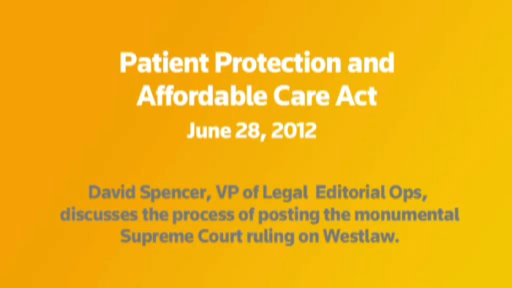 Patient Protection and
Affordable Care Act
June 28, 2012
David Spencer, VP of Legal Editorial Ops,
discusses the process of posting the monumental
Supreme Court ruling on Westlaw.